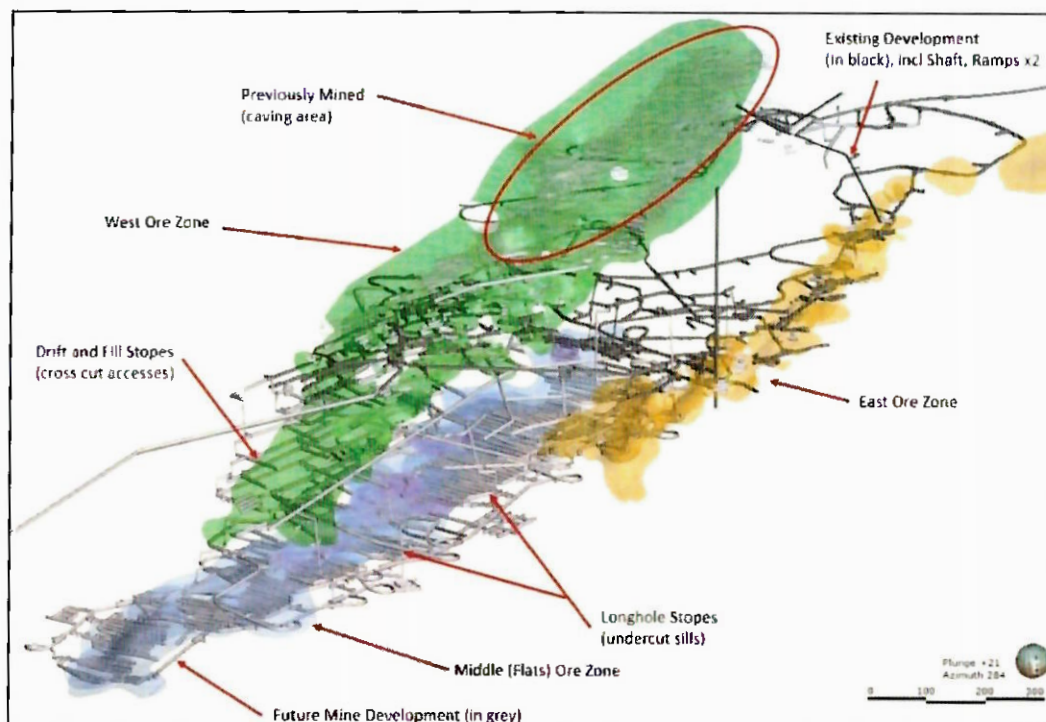 Existing Development
(in black), incl Shaft, Ramps x2
Previously Mined
(caving area)
West Ore Zone
Drift and Fill Stopes
(cross cut accesses)
East Ore Zone
Longhole Stopes
(undercut sills)
Middle (Flats) Ore Zone
Future Mine Development (in grey)
Plunge +21
Azimuth 284
0 100 200 300